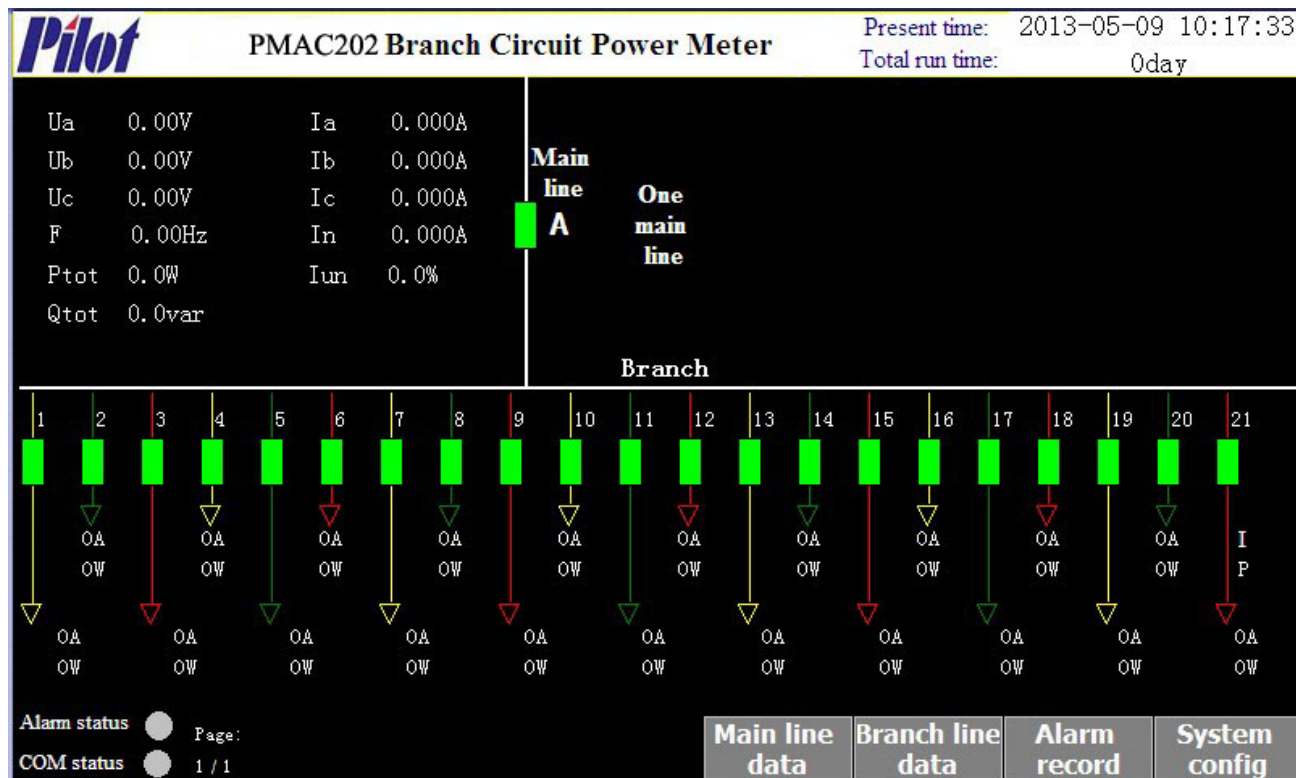 Pilot
PMAC202 Branch Circuit Power Meter
Present time: 2013-05-09 10:17:33
Total run time: 0day
Ua 0.00V Ia 0.000A
Ub 0.00V Ib 0.000A
Uc 0.00V Ic 0.000A
F 0.00Hz In 0.000A
Ptot 0.0W Iun 0.0%
Qtot 0.0var
Main
line
A
One
main
line
Branch
1 2 3 4 5 6 7 8 9 10 11 12 13 14 15 16 17 18 19 20 21
0A 0A 0A 0A 0A 0A 0A 0A 0A 0A I
0W 0W 0W 0W 0W 0W 0W 0W 0W 0W P
0A 0A 0A 0A 0A 0A 0A 0A 0A 0A 0A
0W 0W 0W 0W 0W 0W 0W 0W 0W 0W 0W
Alarm status
COM status
Page:
1 / 1
Main line
data
Branch line
data
Alarm
record
System
config